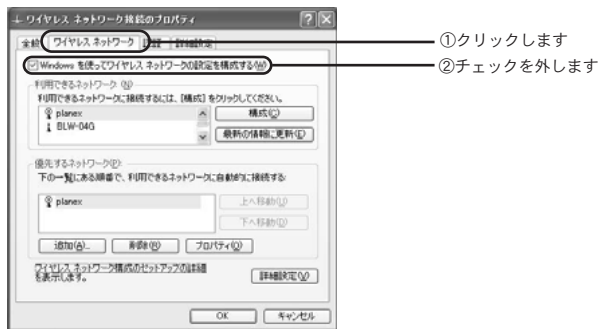 ワイヤレス ネットワーク接続のプロパティ
全般 ワイヤレス ネットワーク 認証 詳細設定
①クリックします
Windows を使ってワイヤレス ネットワークの設定を構成する(W)
②チェックを外します
利用できるネットワーク (N)
利用できるネットワークに接続するには、[構成] をクリックしてください。
planex
構成(C)
BLW-04G
最新の情報に更新(E)
優先するネットワーク(P):
下の一覧にある順番で、利用できるネットワークに自動的に接続する:
planex
上へ移動(U)
下へ移動(D)
追加(A)... 削除(R) プロパティ(O)
ワイヤレス ネットワーク構成のセットアップの詳細
を表示します。
詳細設定(V)
OK キャンセル